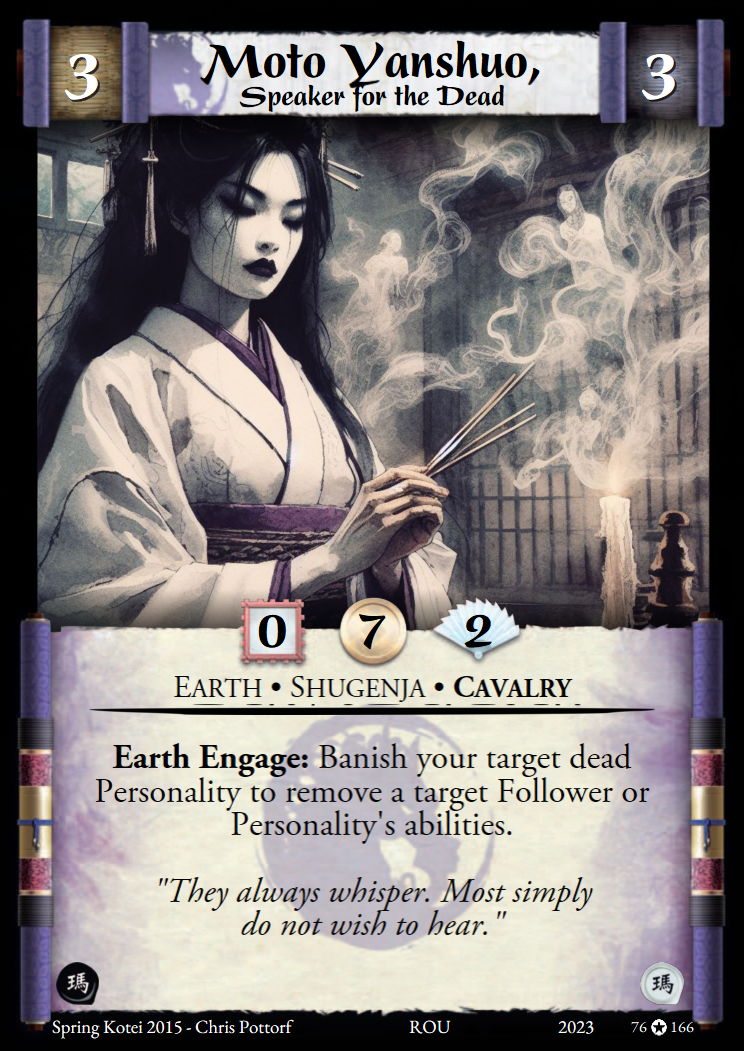 3
Moto Yanshuo,
Speaker for the Dead
3
0 7 2
EARTH • SHUGENJA • CAVALRY
Earth Engage: Banish your target dead
Personality to remove a target Follower or
Personality's abilities.
"They always whisper. Most simply
do not wish to hear."
瑪 瑪
Spring Kotei 2015 - Chris Pottorf ROU 2023 76 ✪ 166